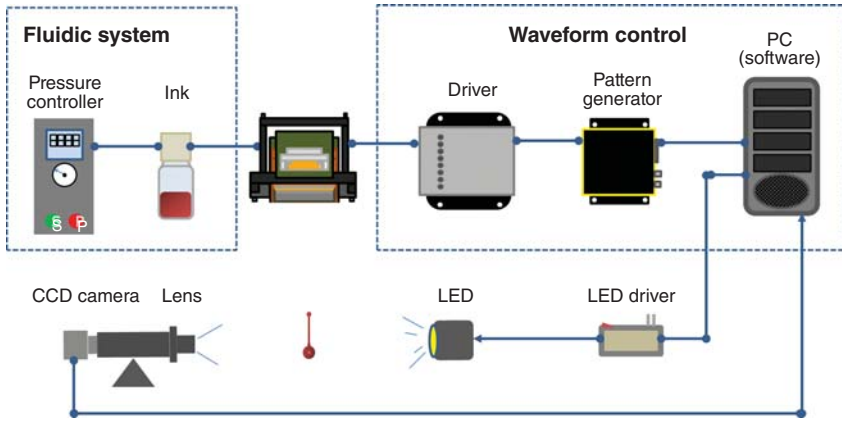 Fluidic system
Waveform control
PC
(software)
Pressure
controller
Ink
Driver
Pattern
generator
CCD camera
Lens
LED
LED driver